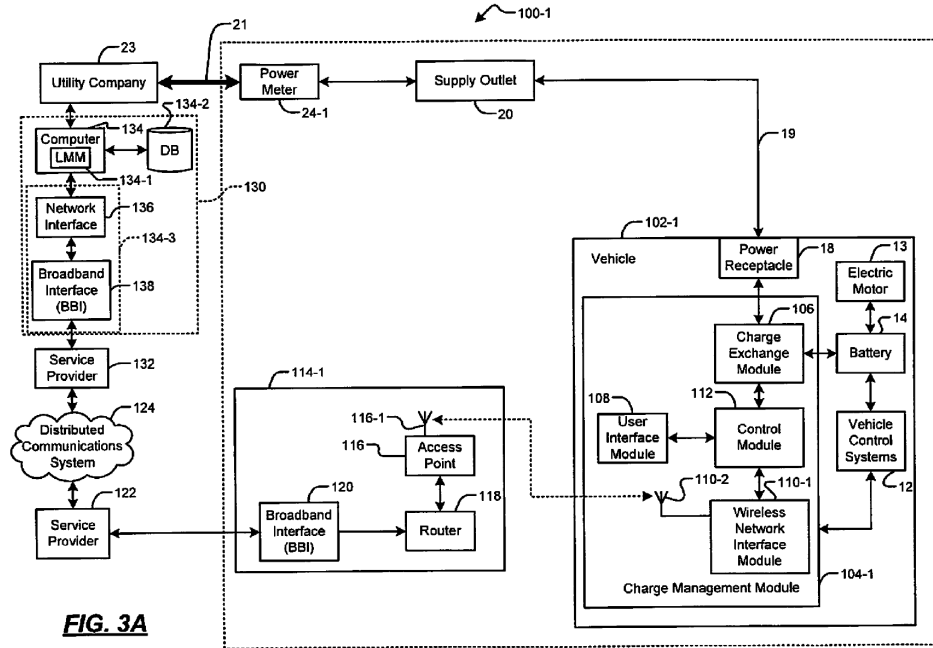 100-1
21
23
Utility Company
Power
Meter
24-1
Supply Outlet
20
134-2
134
Computer
LMM
134-1
DB
19
130
Network
Interface
136
134-3
Broadband
Interface
(BBI)
138
102-1
Vehicle
Power
Receptacle
18
13
Electric
Motor
106
14
Charge
Exchange
Module
Battery
Service
Provider
132
114-1
124
Distributed
Communications
System
116-1
116
Access
Point
108
User
Interface
Module
112
Control
Module
Vehicle
Control
Systems
12
122
Service
Provider
120
Broadband
Interface
(BBI)
118
Router
110-2
110-1
Wireless
Network
Interface
Module
Charge Management Module
104-1
FIG. 3A